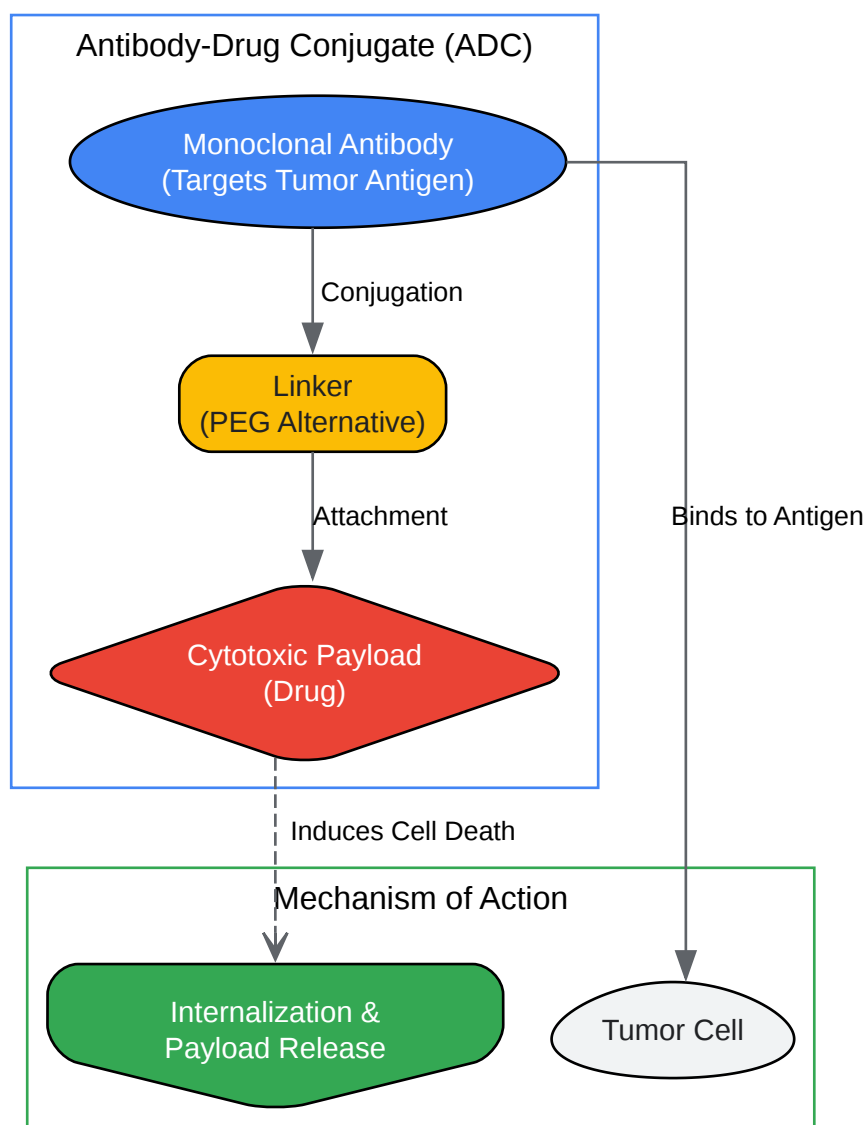 Antibody-Drug Conjugate (ADC)
Monoclonal Antibody
(Targets Tumor Antigen)
Conjugation
Linker
(PEG Alternative)
Attachment
Binds to Antigen
Cytotoxic Payload
(Drug)
Induces Cell Death
Mechanism of Action
Internalization &
Payload Release
Tumor Cell